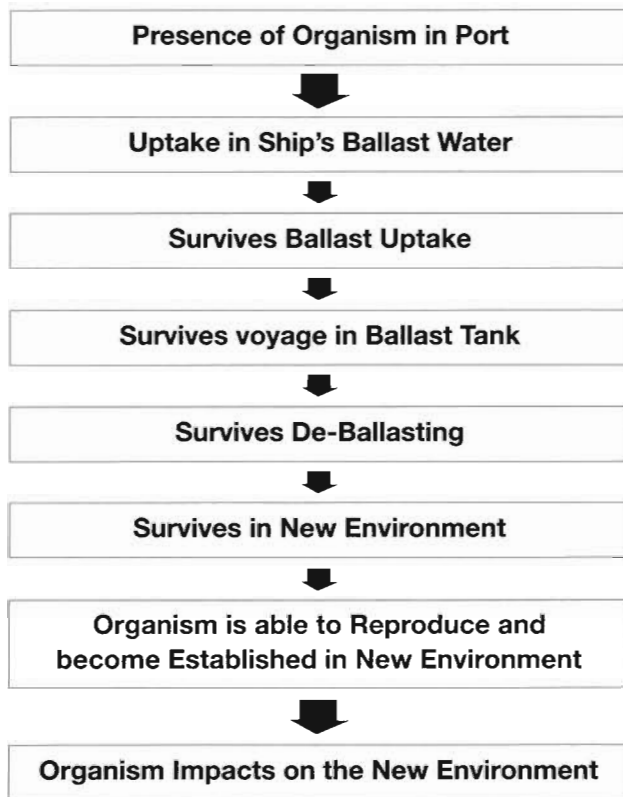 Presence of Organism in Port
Uptake in Ship's Ballast Water
Survives Ballast Uptake
Survives voyage in Ballast Tank
Survives De-Ballasting
Survives in New Environment
Organism is able to Reproduce and
become Established in New Environment
Organism Impacts on the New Environment